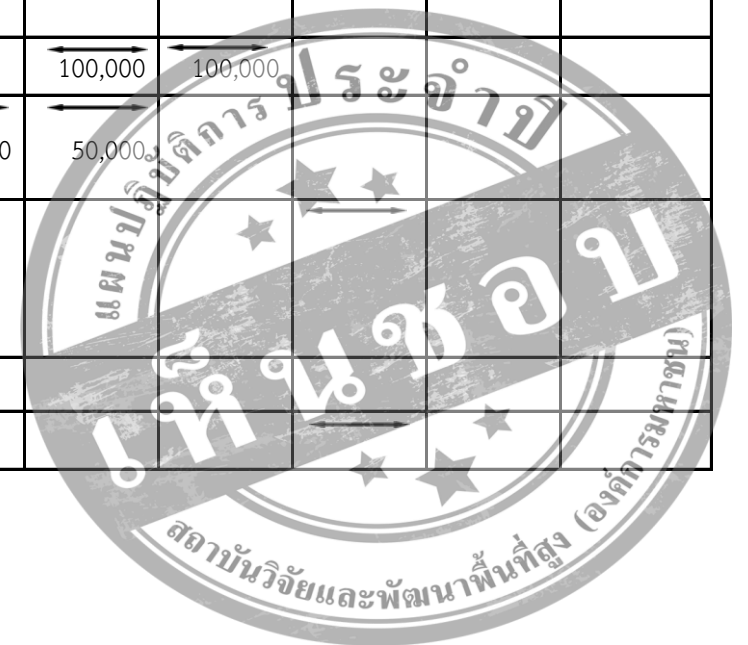 100,000 100,000
0 50,000
แผนปฏิบัติการ ประจำปี
เห็นชอบ
สถาบันวิจัยและพัฒนาพื้นที่สูง (องค์การมหาชน)